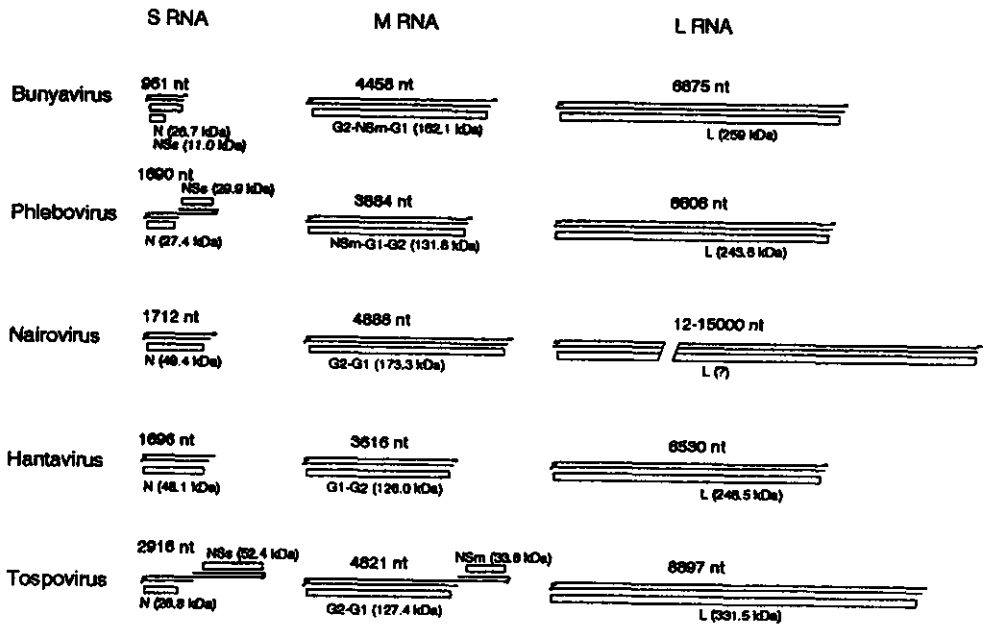 S RNA M RNA L RNA
Bunyavirus
961 nt 4458 nt 6875 nt
N (26.7 kDa) G2-NSm-G1 (162.1 kDa) L (259 kDa)
NSs (11.0 kDa)
Phlebovirus
1690 nt NSs (29.9 kDa) 3884 nt 6606 nt
N (27.4 kDa) NSm-G1-G2 (131.8 kDa) L (243.6 kDa)
Nairovirus
1712 nt 4888 nt 12-15000 nt
N (49.4 kDa) G2-G1 (173.3 kDa) L (?)
Hantavirus
1696 nt 3616 nt 6530 nt
N (48.1 kDa) G1-G2 (126.0 kDa) L (246.5 kDa)
Tospovirus
2916 nt NSs (52.4 kDa) 4821 nt NSm (33.6 kDa) 8897 nt
N (28.8 kDa) G2-G1 (127.4 kDa) L (331.5 kDa)